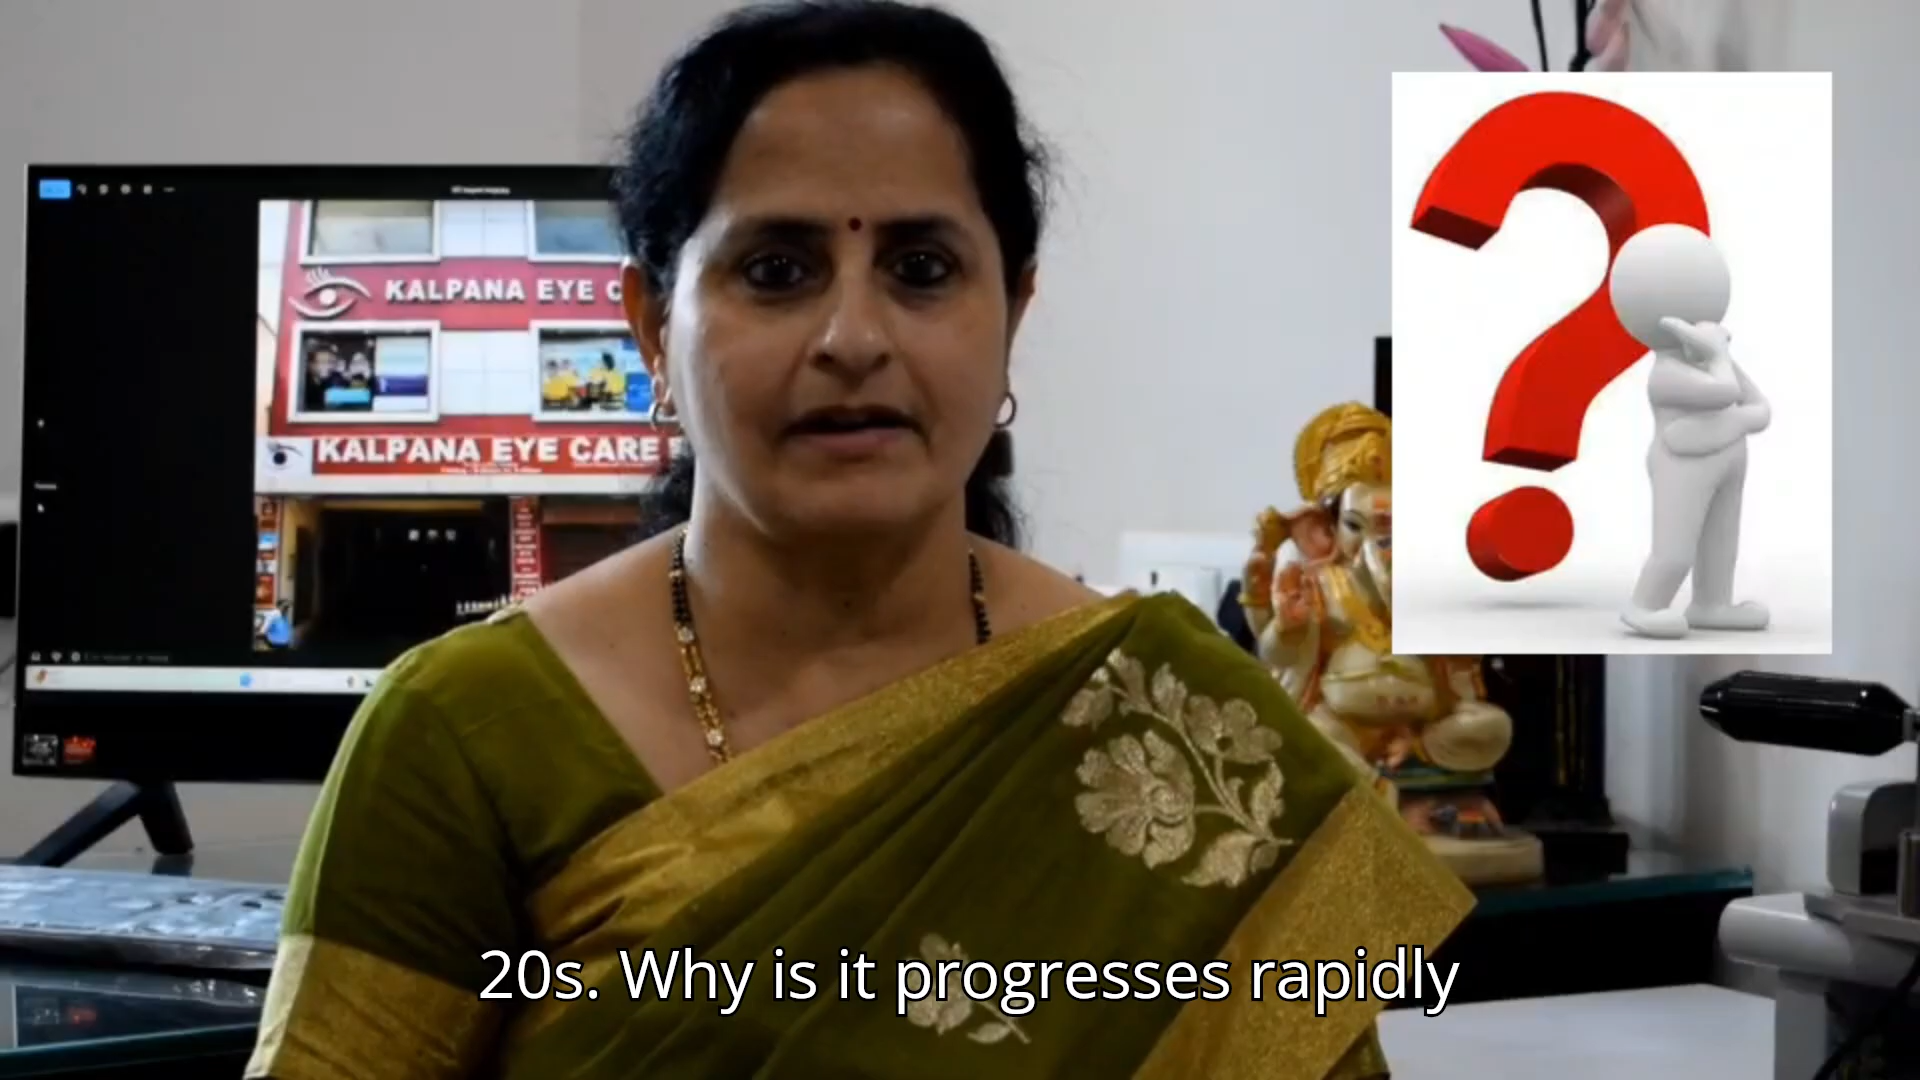 KALPANA EYE C
KALPANA EYE CARE
20s. Why is it progresses rapidly